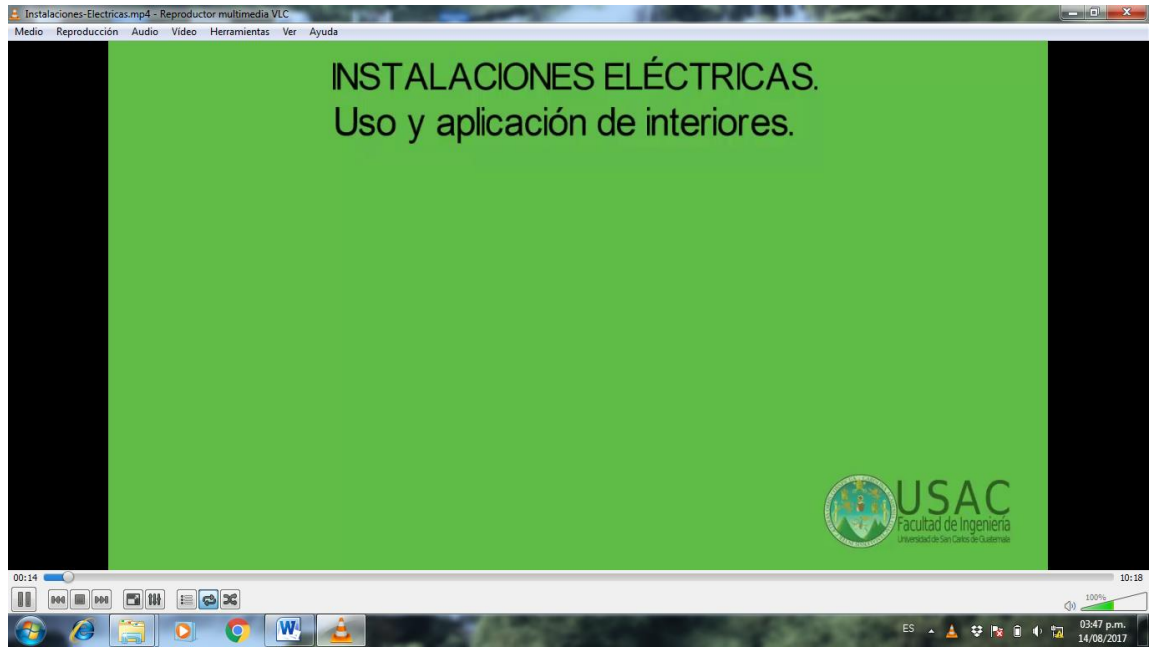 Instalaciones-Electricas.mp4 - Reproductor multimedia VLC
Medio Reproducción Audio Vídeo Herramientas Ver Ayuda
INSTALACIONES ELÉCTRICAS.
Uso y aplicación de interiores.
USAC
Facultad de Ingeniería
Universidad de San Carlos de Guatemala
00:14
10:18
100%
ES
03:47 p.m.
14/08/2017